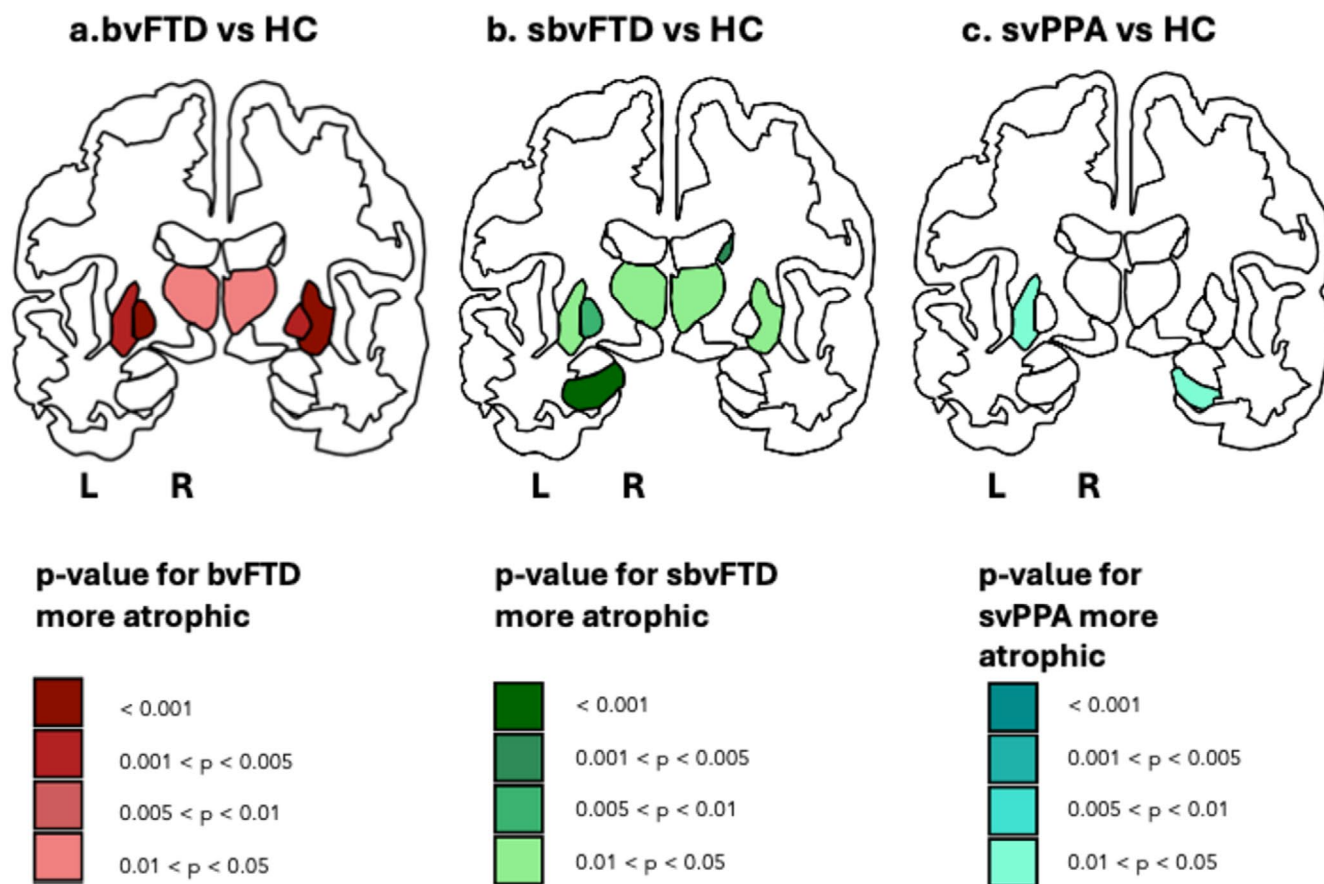 a.bvFTD vs HC
b. sbvFTD vs HC
c. svPPA vs HC
L R
L R
L R
p-value for bvFTD
more atrophic
< 0.001
0.001 < p < 0.005
0.005 < p < 0.01
0.01 < p < 0.05
p-value for sbvFTD
more atrophic
< 0.001
0.001 < p < 0.005
0.005 < p < 0.01
0.01 < p < 0.05
p-value for
svPPA more
atrophic
< 0.001
0.001 < p < 0.005
0.005 < p < 0.01
0.01 < p < 0.05